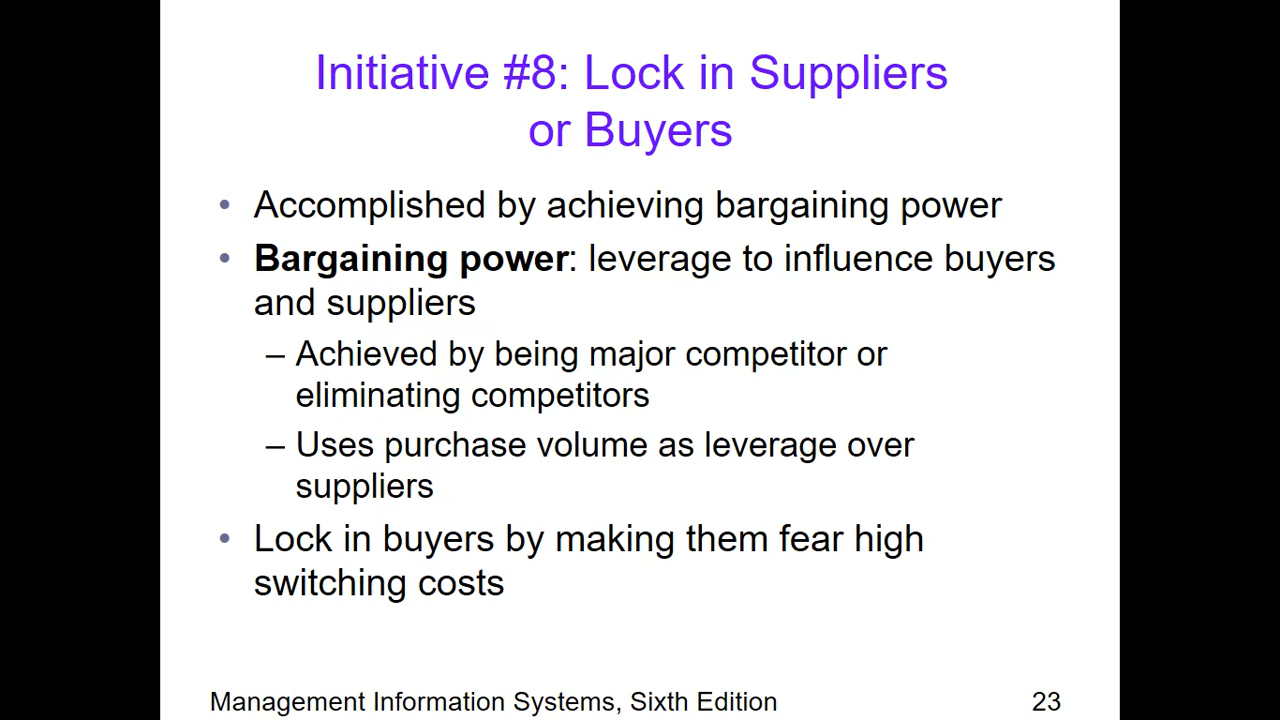 Initiative #8: Lock in Suppliers
or Buyers
• Accomplished by achieving bargaining power
• Bargaining power: leverage to influence buyers
and suppliers
– Achieved by being major competitor or
eliminating competitors
– Uses purchase volume as leverage over
suppliers
• Lock in buyers by making them fear high
switching costs
Management Information Systems, Sixth Edition 23